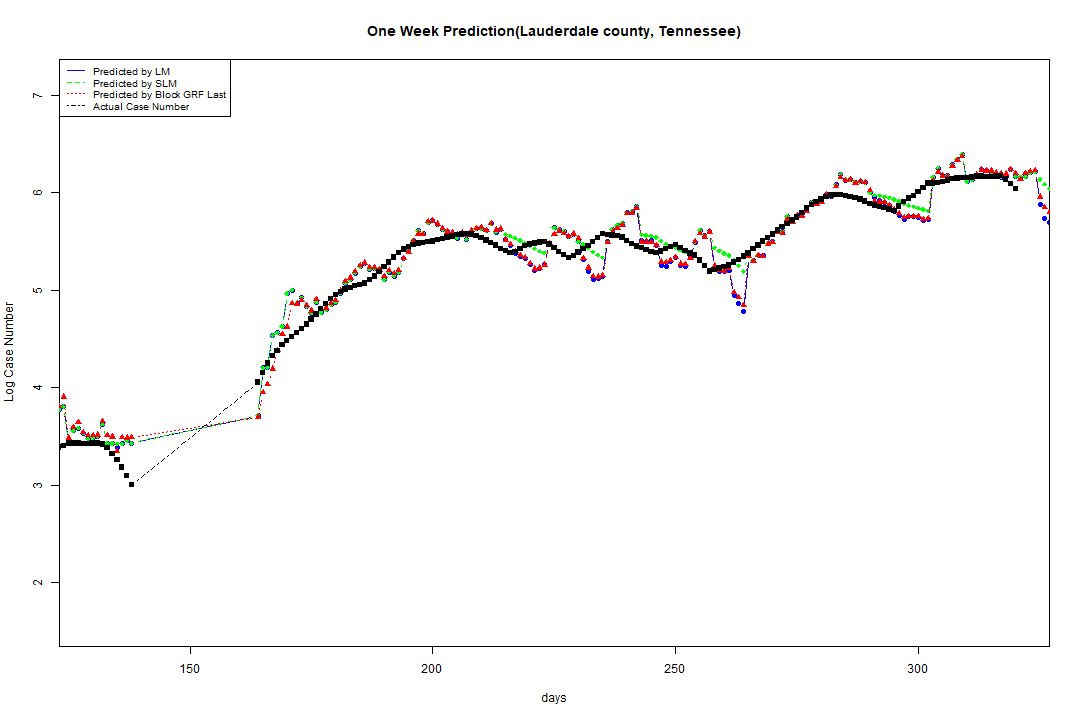 One Week Prediction(Lauderdale county, Tennessee)
Predicted by LM
Predicted by SLM
Predicted by Block GRF Last
Actual Case Number
Log Case Number
7
6
5
4
3
2
150 200 250 300
days